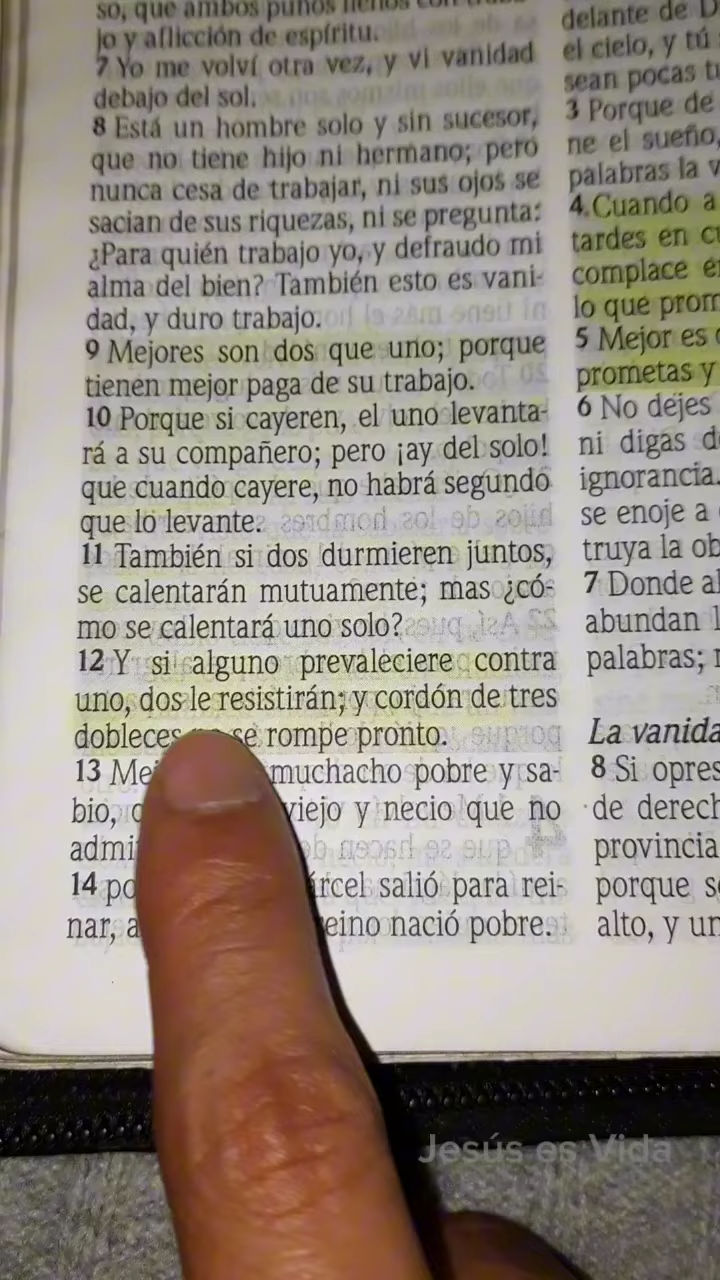 so, que ambos puños llenos con traba-
jo y aflicción de espíritu.
7 Yo me volví otra vez, y vi vanidad
debajo del sol.
8 Está un hombre solo y sin sucesor,
que no tiene hijo ni hermano; pero
nunca cesa de trabajar, ni sus ojos se
sacian de sus riquezas, ni se pregunta:
¿Para quién trabajo yo, y defraudo mi
alma del bien? También esto es vani-
dad, y duro trabajo.
9 Mejores son dos que uno; porque
tienen mejor paga de su trabajo.
10 Porque si cayeren, el uno levanta-
rá a su compañero; pero ¡ay del solo!
que cuando cayere, no habrá segundo
que lo levante.
11 También si dos durmieren juntos,
se calentarán mutuamente; mas ¿có-
mo se calentará uno solo?
12 Y si alguno prevaleciere contra
uno, dos le resistirán; y cordón de tres
dobleces se rompe pronto.
13 muchacho pobre y sa-
bio, viejo y necio que no
14 salió para rei-
nar, nació pobre.
delante de D
el cielo, y tú
sean pocas
3 Porque de
ne el sueño,
palabras la
4 Cuando a
tardes en
complace
lo que
5 Mejor es
prometas y
6 No dejes
ni digas
ignorancia.
se enoje a
truya la
7 Donde
abundan
palabras;
La
8 Si
de
provincia
porque
alto, y
Jesús es Vida